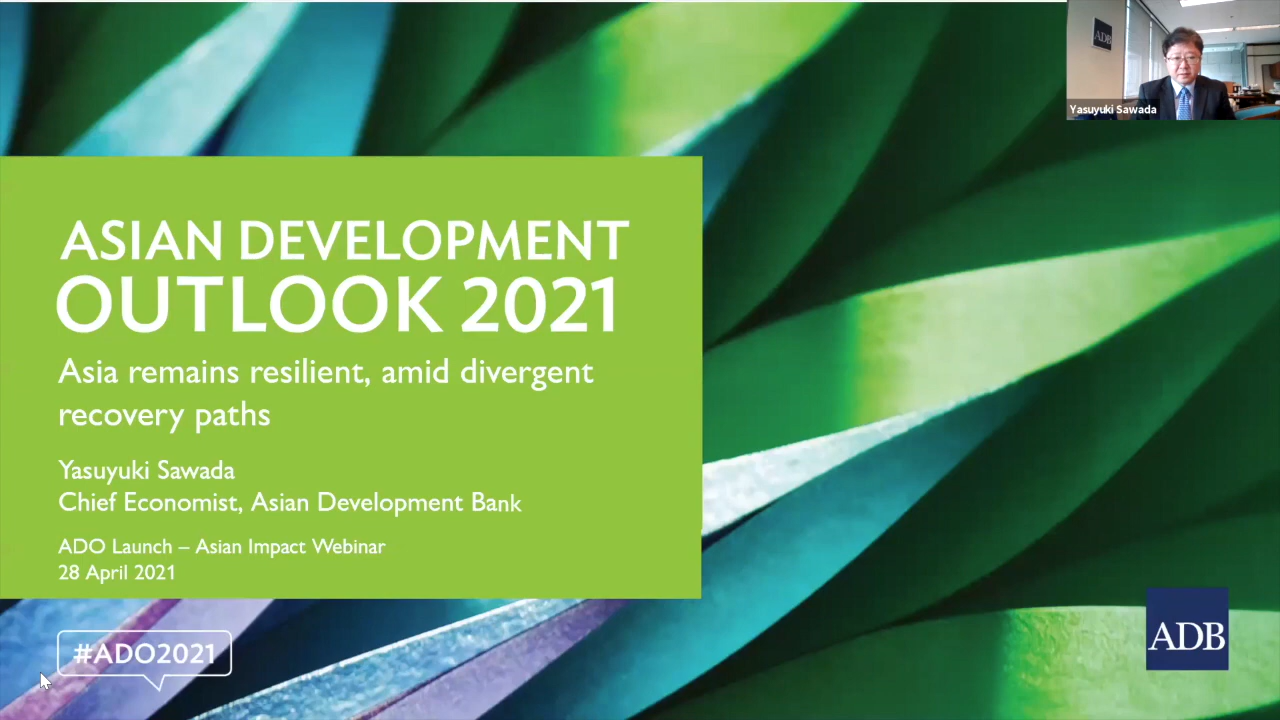 ADB
Yasuyuki Sawada
ASIAN DEVELOPMENT
OUTLOOK 2021
Asia remains resilient, amid divergent
recovery paths
Yasuyuki Sawada
Chief Economist, Asian Development Bank
ADO Launch – Asian Impact Webinar
28 April 2021
#ADO2021
ADB